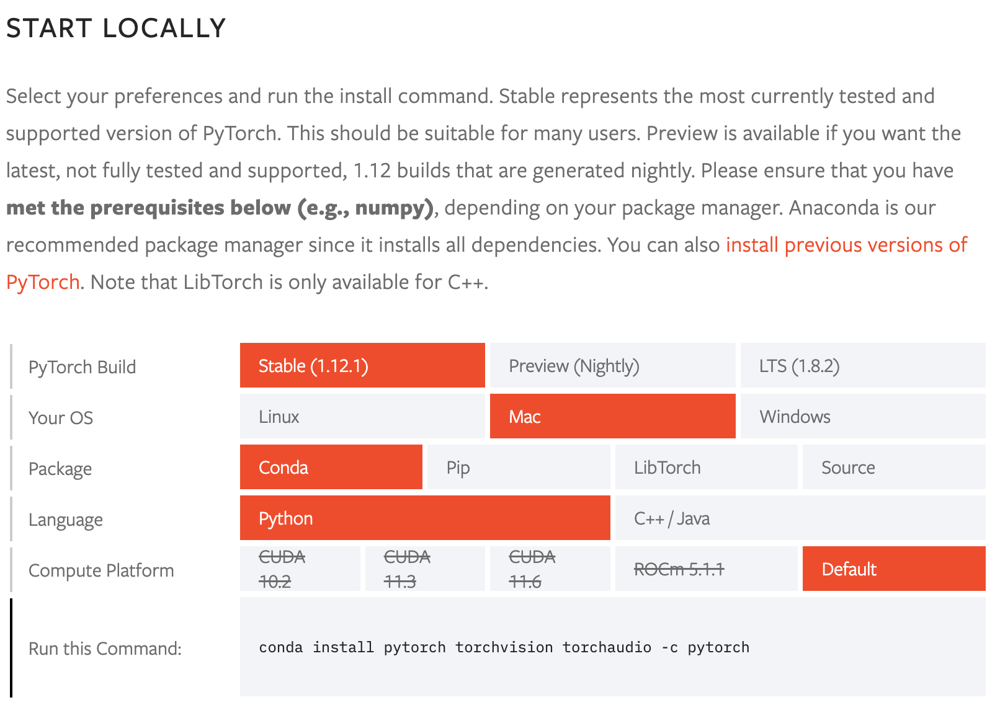 START LOCALLY
Select your preferences and run the install command. Stable represents the most currently tested and
supported version of PyTorch. This should be suitable for many users. Preview is available if you want the
latest, not fully tested and supported, 1.12 builds that are generated nightly. Please ensure that you have
met the prerequisites below (e.g., numpy), depending on your package manager. Anaconda is our
recommended package manager since it installs all dependencies. You can also install previous versions of
PyTorch. Note that LibTorch is only available for C++.
PyTorch Build
Stable (1.12.1)
Preview (Nightly)
LTS (1.8.2)
Your OS
Linux
Mac
Windows
Package
Conda
Pip
LibTorch
Source
Language
Python
C++ / Java
Compute Platform
CUDA
10.2
CUDA
11.3
CUDA
11.6
ROCm 5.1.1
Default
Run this Command:
conda install pytorch torchvision torchaudio -c pytorch